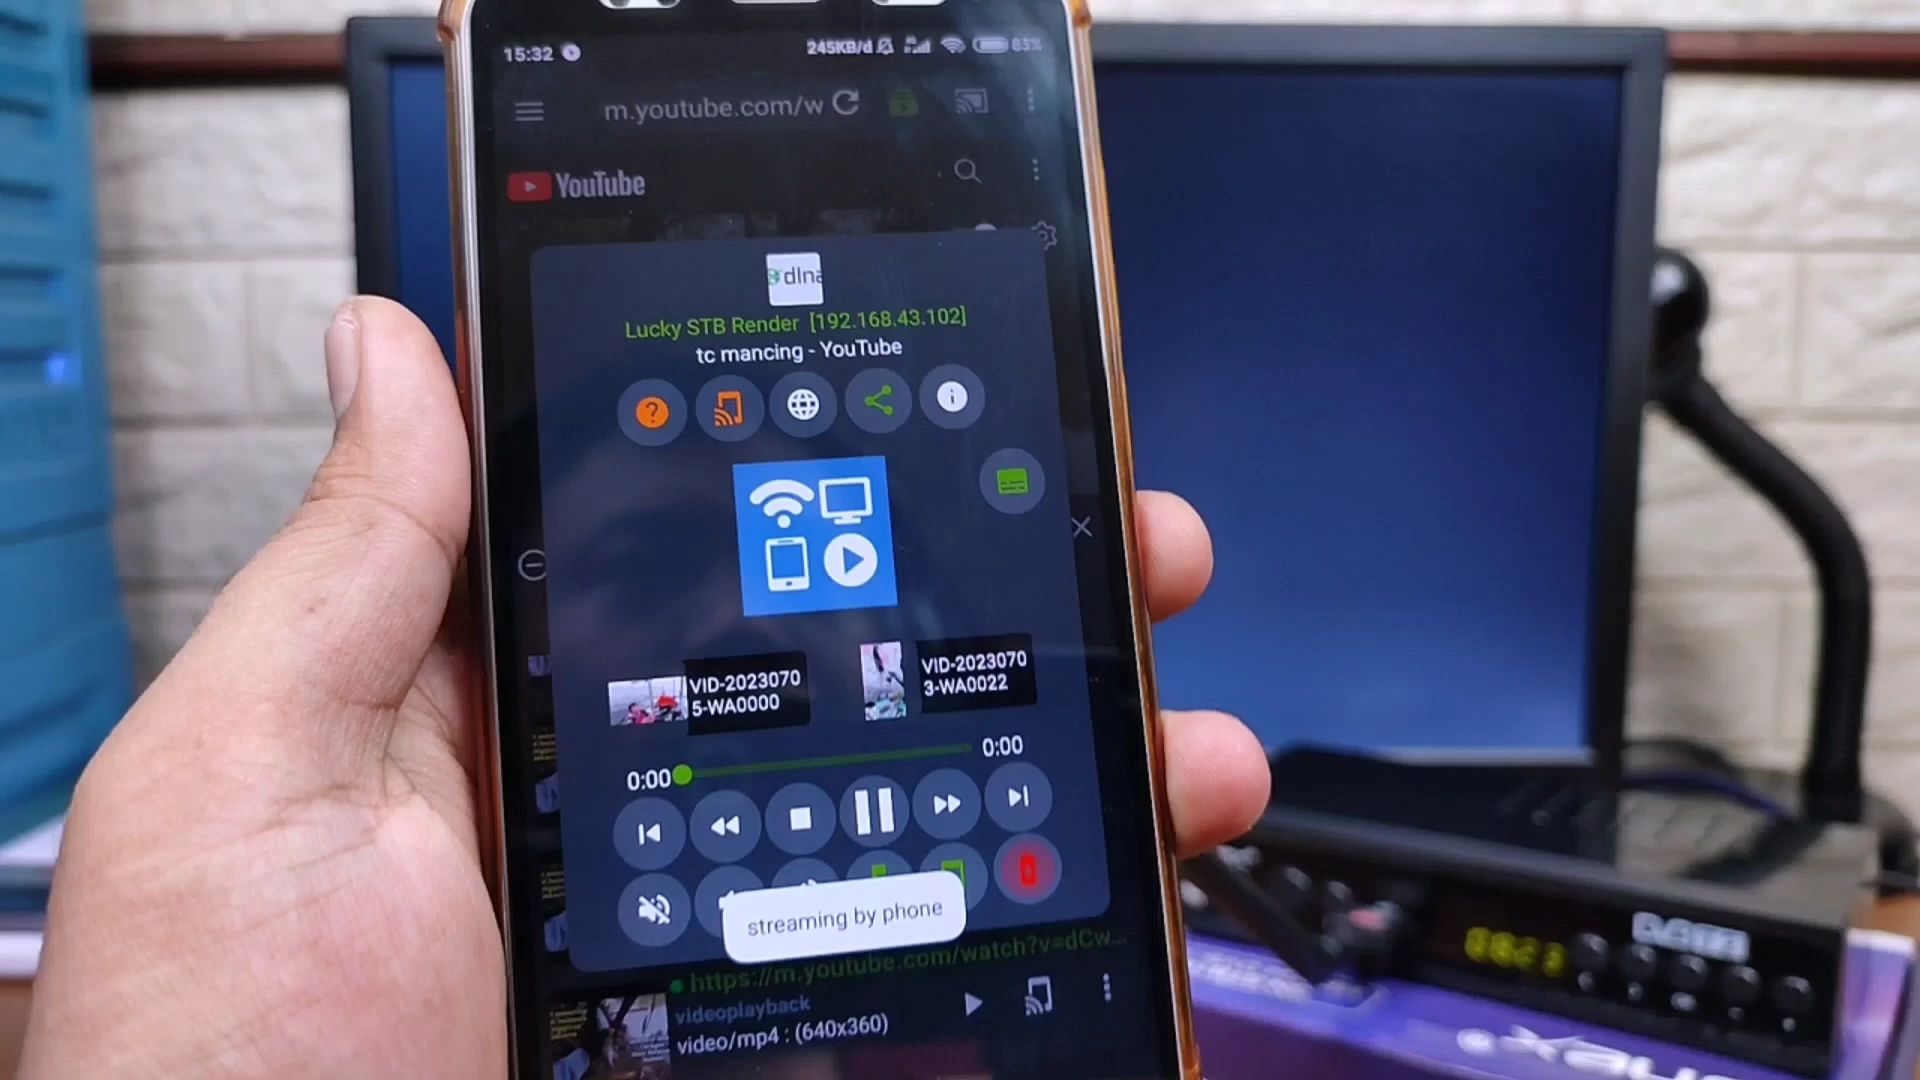 15:32
245KB/d
83%
m.youtube.com/w
YouTube
dlna
Lucky STB Render [192.168.43.102]
tc mancing - YouTube
VID-2023070
5-WA0000
VID-2023070
3-WA0022
0:00
0:00
streaming by phone
https://m.youtube.com/watch?v=dCw...
videoplayback
video/mp4 : (640x360)